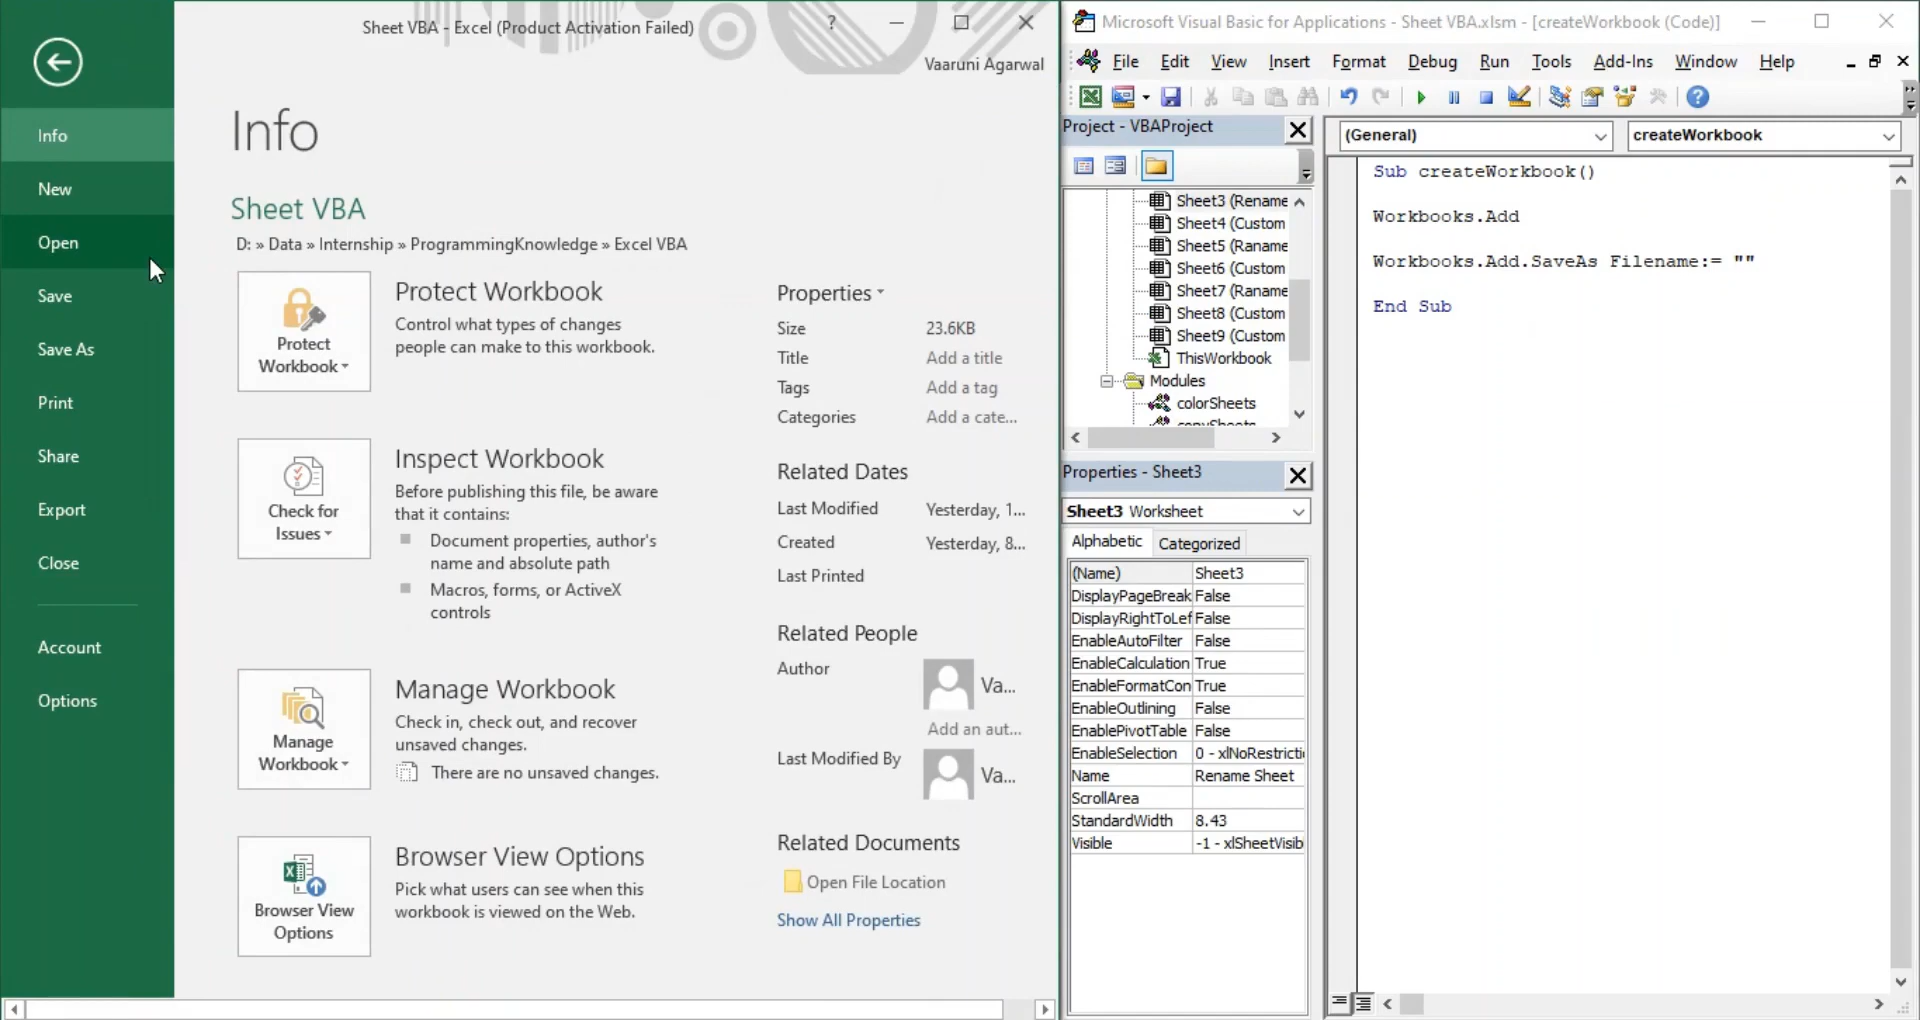 Sheet VBA - Excel (Product Activation Failed)
?
Vaaruni Agarwal
Info
New
Open
Save
Save As
Print
Share
Export
Close
Account
Options
Info
Sheet VBA
D: » Data » Internship » ProgrammingKnowledge » Excel VBA
Protect
Workbook
Protect Workbook
Control what types of changes
people can make to this workbook.
Check for
Issues
Inspect Workbook
Before publishing this file, be aware
that it contains:
Document properties, author's
name and absolute path
Macros, forms, or ActiveX
controls
Manage
Workbook
Manage Workbook
Check in, check out, and recover
unsaved changes.
There are no unsaved changes.
Browser View
Options
Browser View Options
Pick what users can see when this
workbook is viewed on the Web.
Properties
Size 23.6KB
Title Add a title
Tags Add a tag
Categories Add a cate...
Related Dates
Last Modified Yesterday, 1...
Created Yesterday, 8...
Last Printed
Related People
Author Va...
Add an aut...
Last Modified By Va...
Related Documents
Open File Location
Show All Properties
Microsoft Visual Basic for Applications - Sheet VBA.xlsm - [createWorkbook (Code)]
File Edit View Insert Format Debug Run Tools Add-Ins Window Help
Project - VBAProject
Sheet3 (Rename
Sheet4 (Custom
Sheet5 (Raname
Sheet6 (Custom
Sheet7 (Raname
Sheet8 (Custom
Sheet9 (Custom
ThisWorkbook
Modules
colorSheets
copySheets
Properties - Sheet3
Sheet3 Worksheet
Alphabetic Categorized
(Name) Sheet3
DisplayPageBreak False
DisplayRightToLef False
EnableAutoFilter False
EnableCalculation True
EnableFormatCon True
EnableOutlining False
EnablePivotTable False
EnableSelection 0 - xlNoRestricti
Name Rename Sheet
ScrollArea
StandardWidth 8.43
Visible -1 - xlSheetVisib
(General) createWorkbook
Sub createWorkbook()
Workbooks.Add
Workbooks.Add.SaveAs Filename:= ""
End Sub